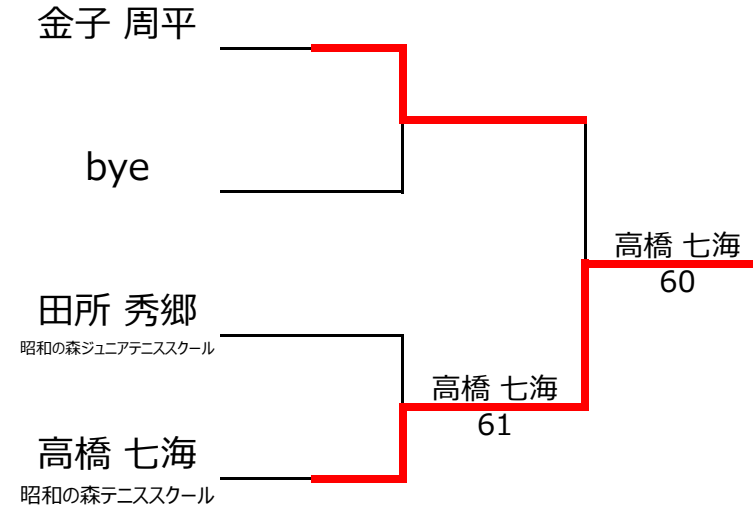 金子 周平
bye
高橋 七海
60
田所 秀郷
昭和の森ジュニアテニススクール
高橋 七海
61
高橋 七海
昭和の森テニススクール